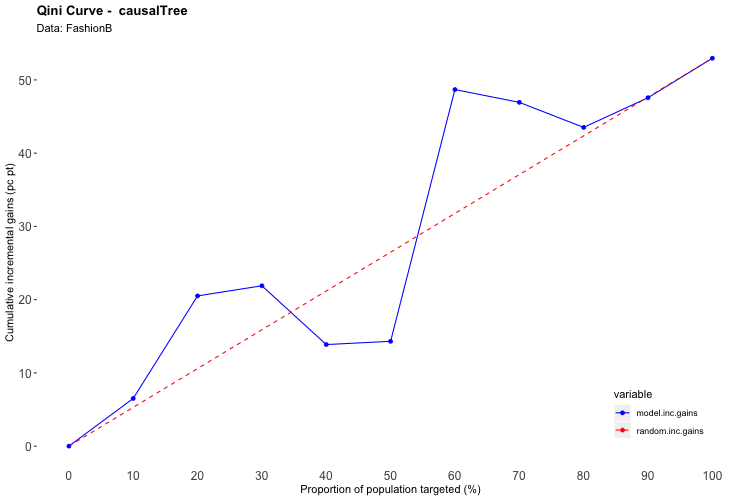 Qini Curve -  causalTree
Data: FashionB
Cumulative incremental gains (pc pt)
50
40
30
20
10
0
variable
model.inc.gains
random.inc.gains
0 10 20 30 40 50 60 70 80 90 100
Proportion of population targeted (%)